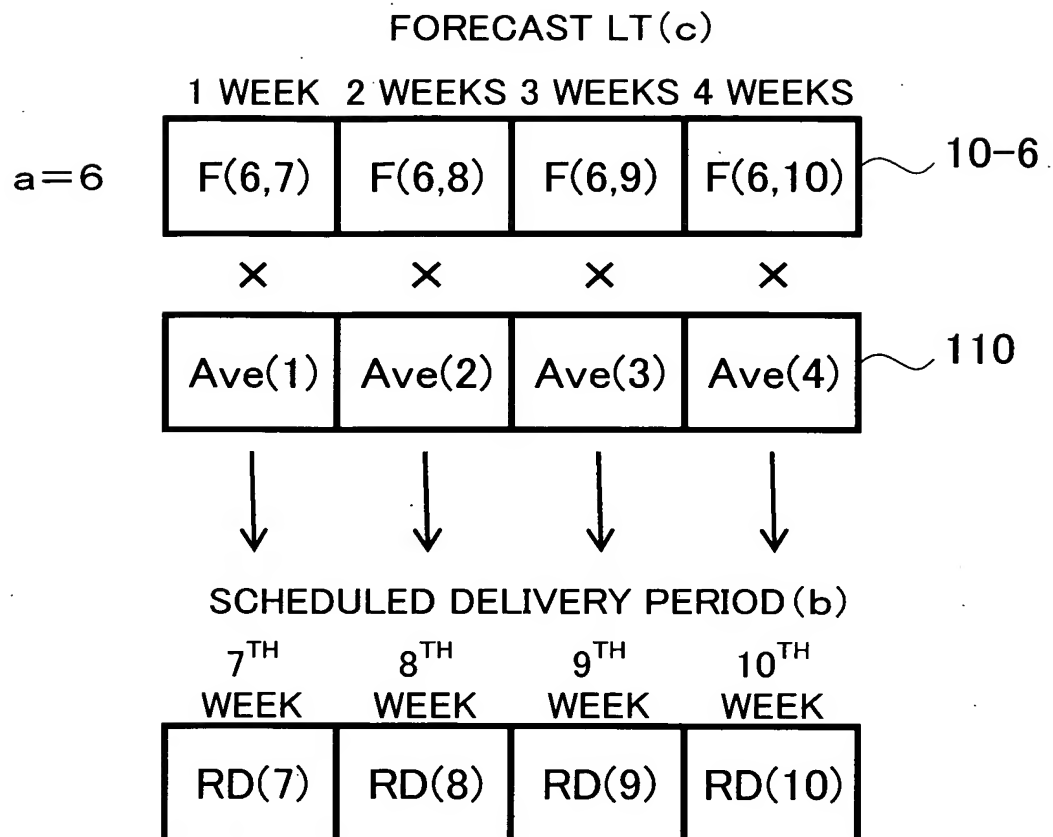 FORECAST LT(c)
1 WEEK 2 WEEKS 3 WEEKS 4 WEEKS
a=6 F(6,7) F(6,8) F(6,9) F(6,10) 10-6
× × × ×
Ave(1) Ave(2) Ave(3) Ave(4) 110
SCHEDULED DELIVERY PERIOD(b)
7TH 8TH 9TH 10TH
WEEK WEEK WEEK WEEK
RD(7) RD(8) RD(9) RD(10)